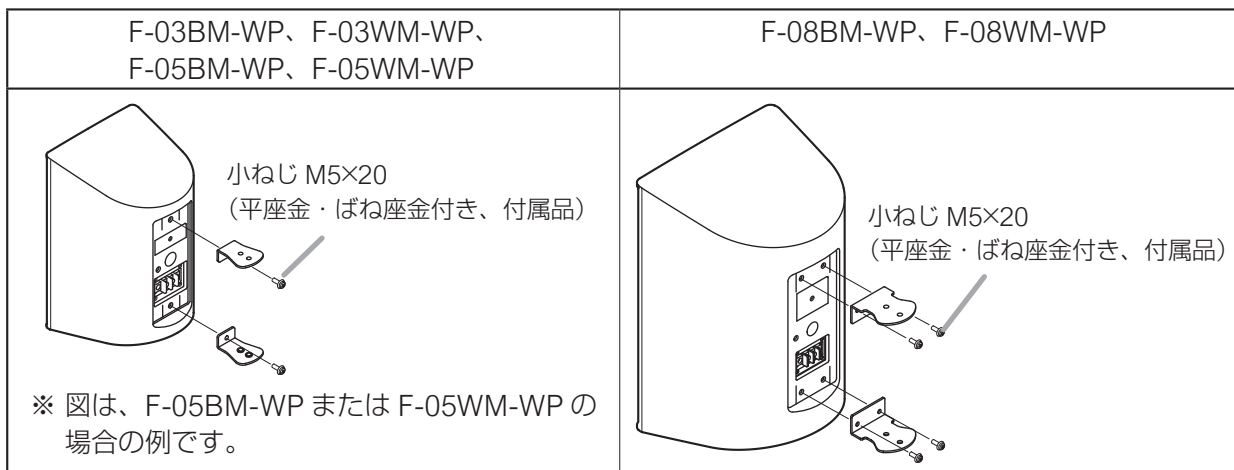 F-03BM-WP、F-03WM-WP、
F-05BM-WP、F-05WM-WP
F-08BM-WP、F-08WM-WP
小ねじ M5×20
（平座金・ばね座金付き、付属品）
※ 図は、F-05BM-WP または F-05WM-WP の
場合の例です。
小ねじ M5×20
（平座金・ばね座金付き、付属品）